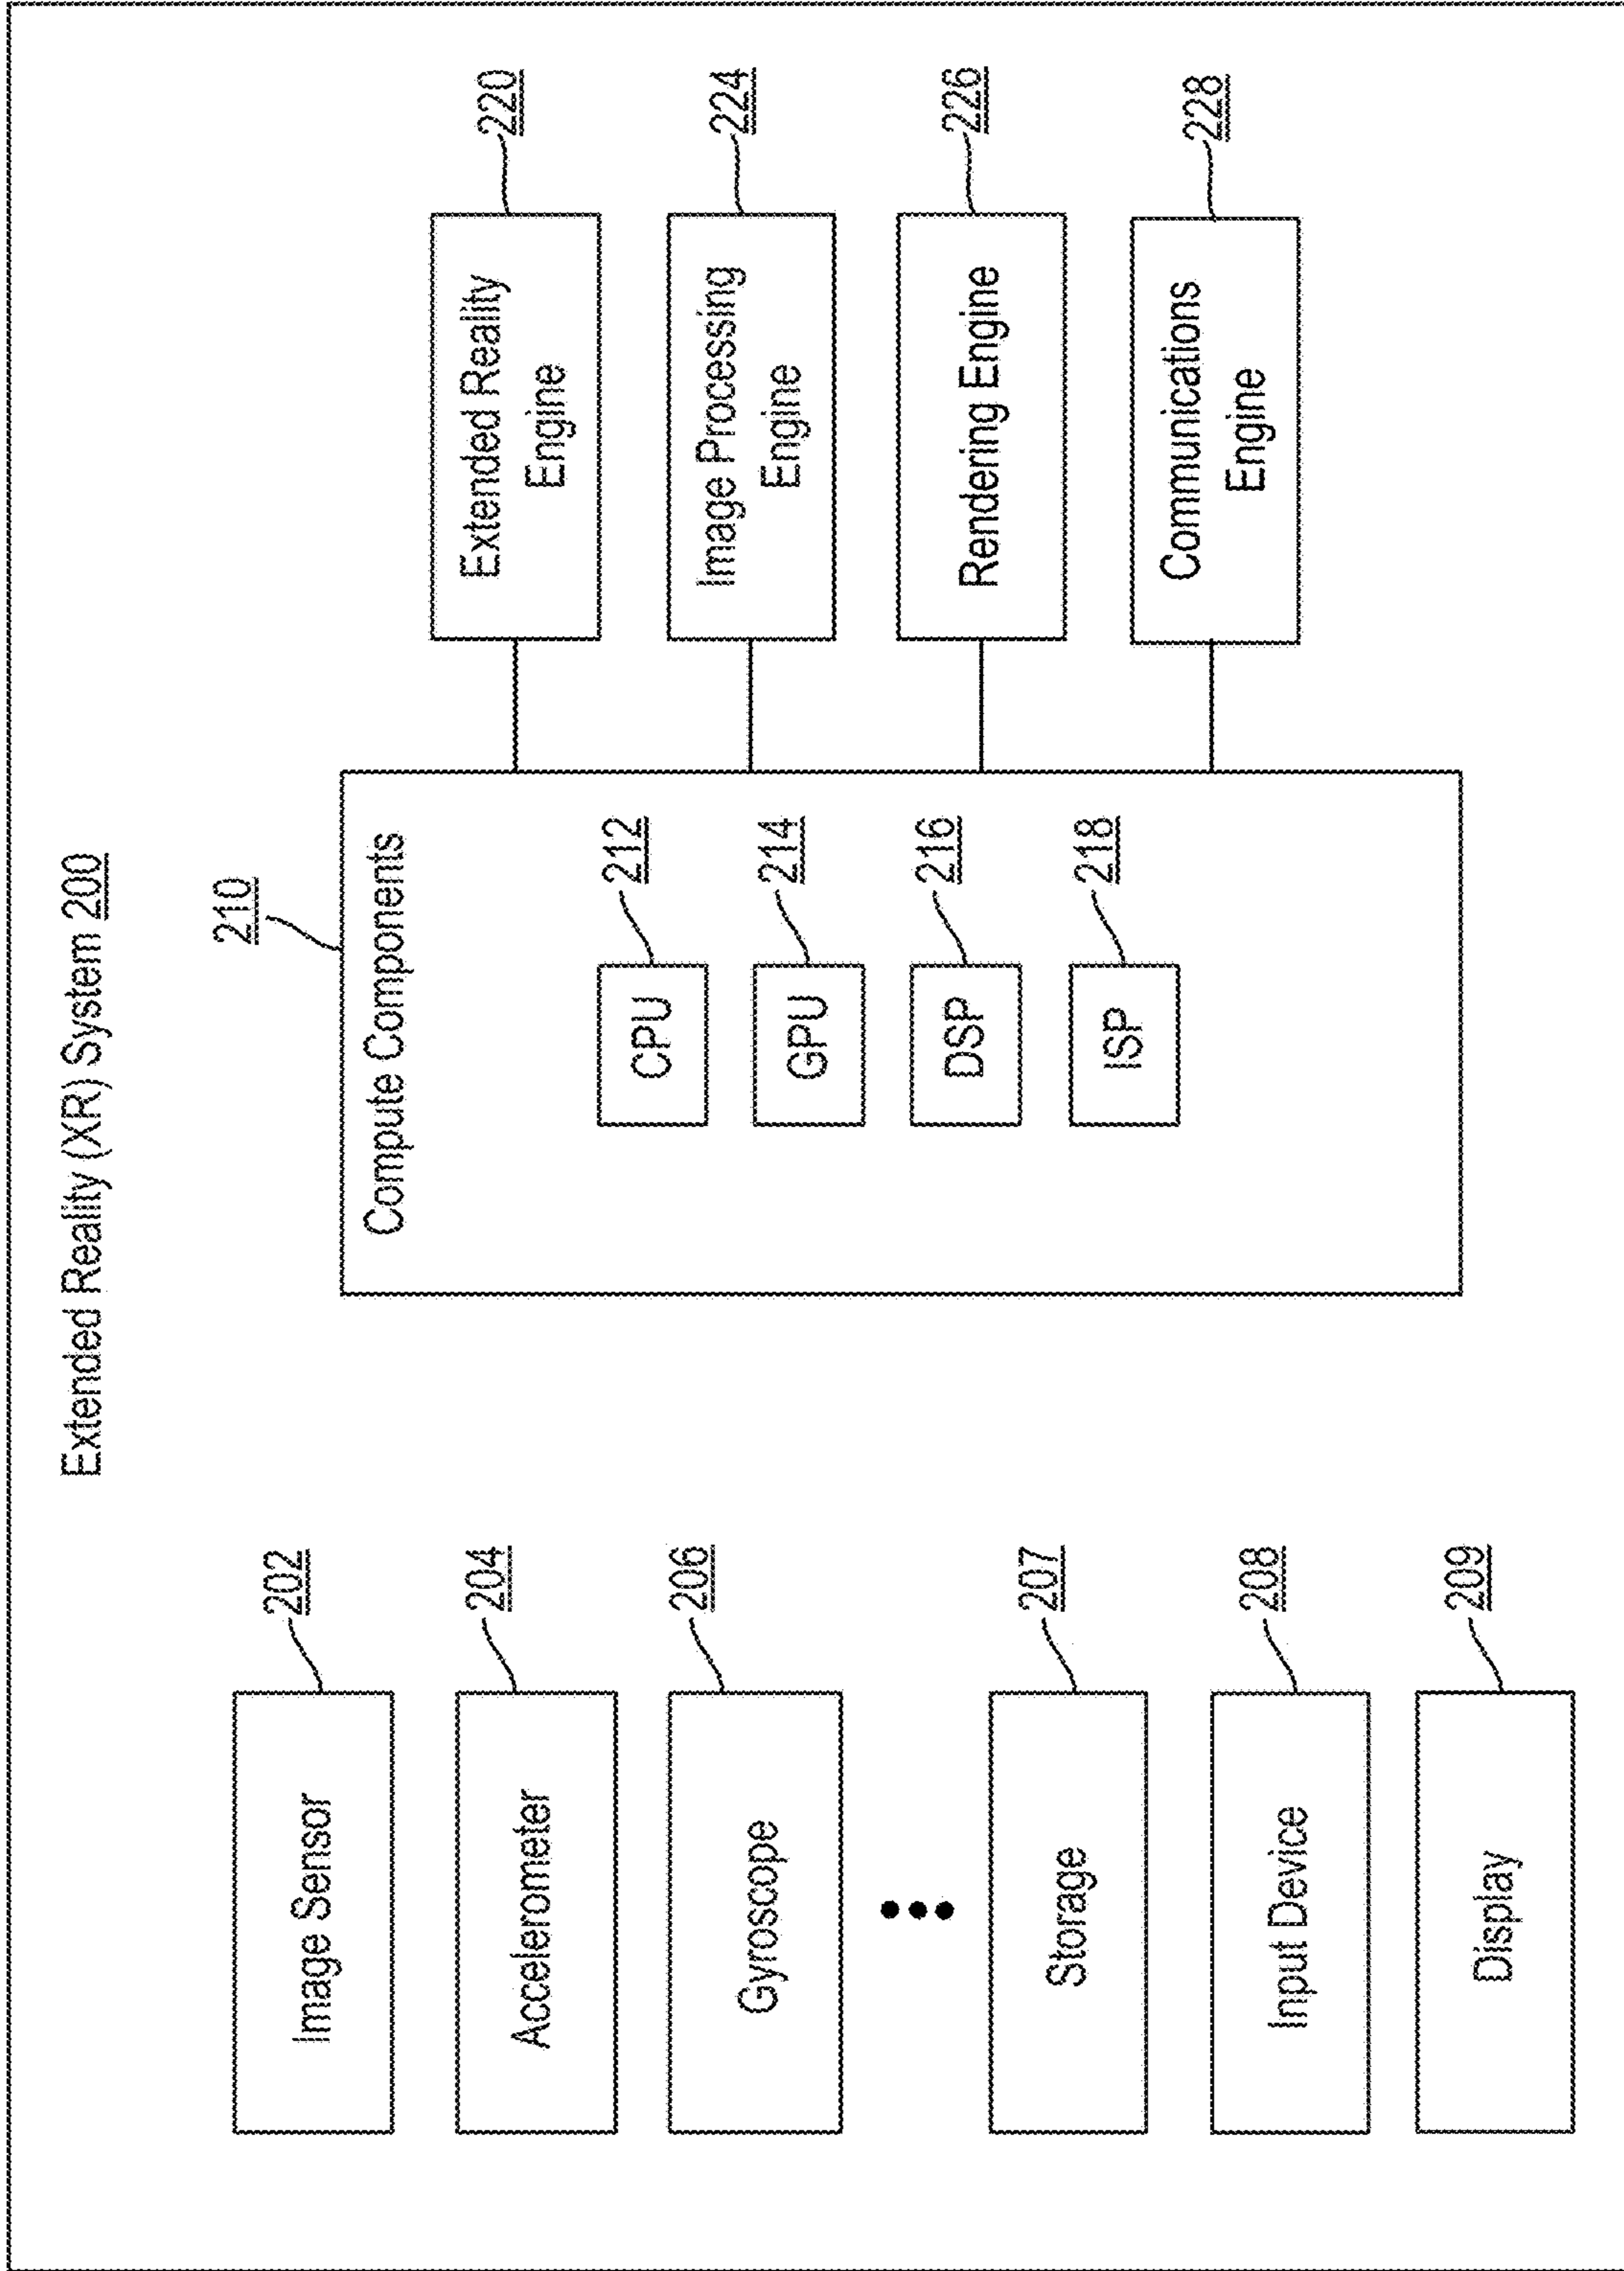 Extended Reality (XR) System 200
Image Sensor
202
Accelerometer
204
Gyroscope
206
Storage
207
Input Device
208
Display
209
210
Compute Components
CPU
212
GPU
214
DSP
216
ISP
218
Extended Reality
Engine
220
Image Processing
Engine
224
Rendering Engine
226
Communications
Engine
228